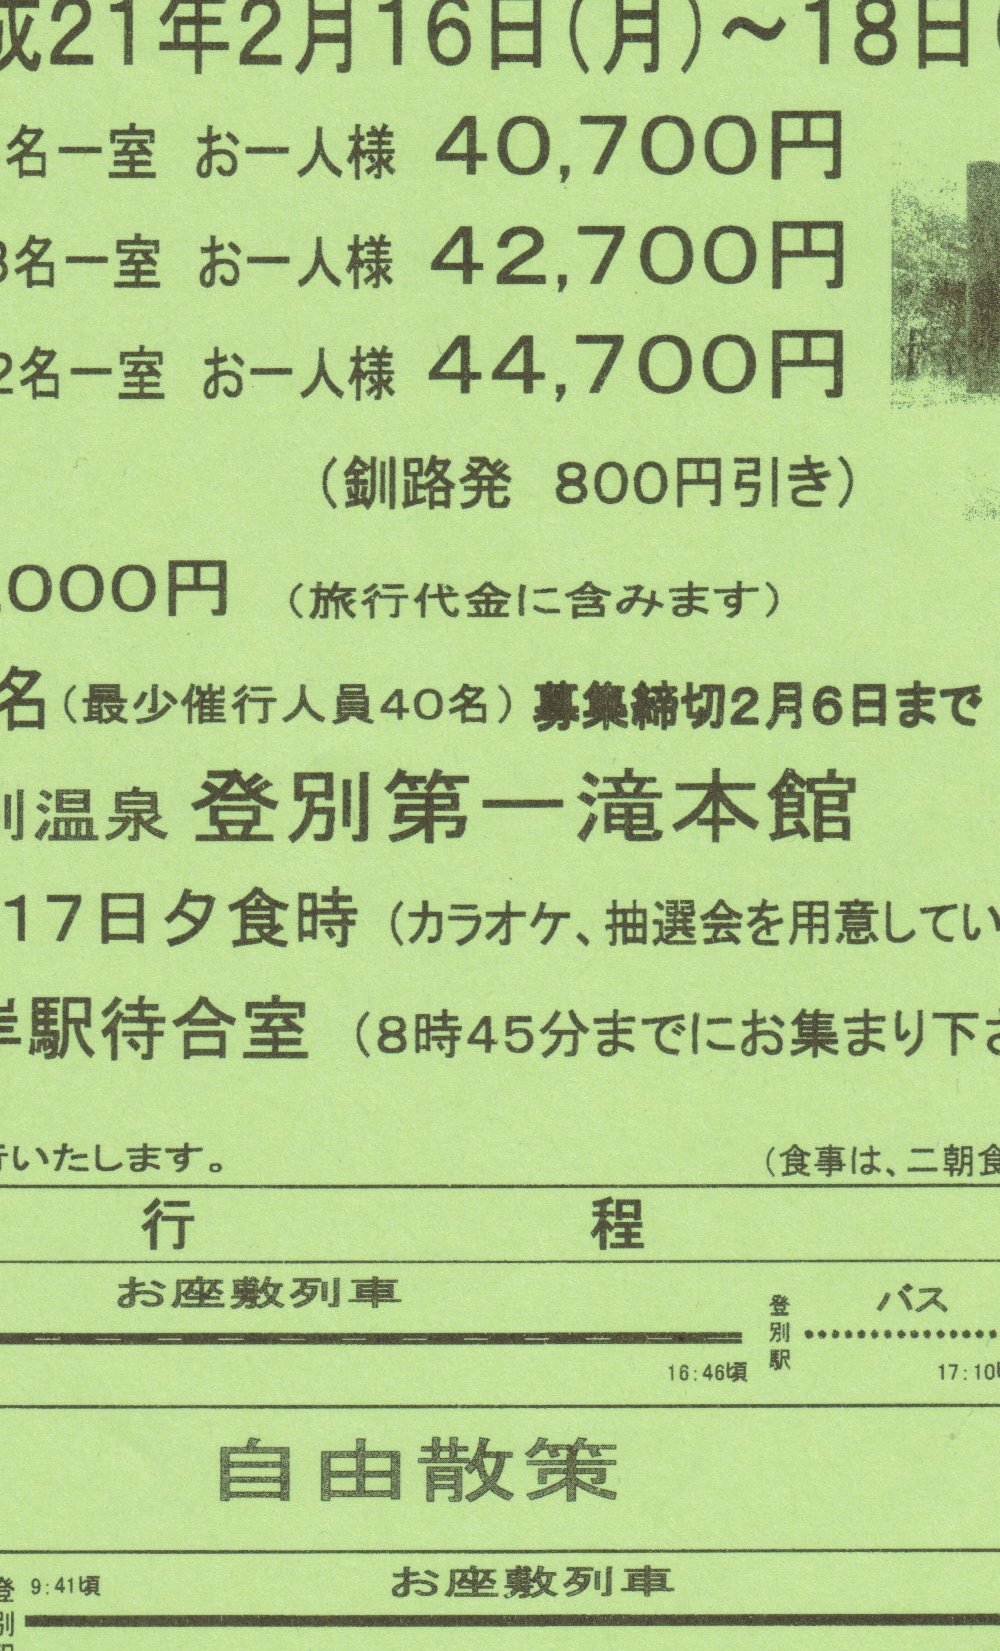 成21年2月16日(月)～18日(
名一室 お一人様 40,700円
3名一室 お一人様 42,700円
2名一室 お一人様 44,700円
(釧路発 800円引き)
,000円 (旅行代金に含みます)
名(最少催行人員40名) 募集締切2月6日まで
別温泉 登別第一滝本館
17日夕食時 (カラオケ、抽選会を用意してい
岸駅待合室 (8時45分までにお集まり下さ
行いたします。 (食事は、二朝食
行 程
お座敷列車 登別駅 バス
16:46頃 17:10頃
自由散策
登別駅 9:41頃 お座敷列車